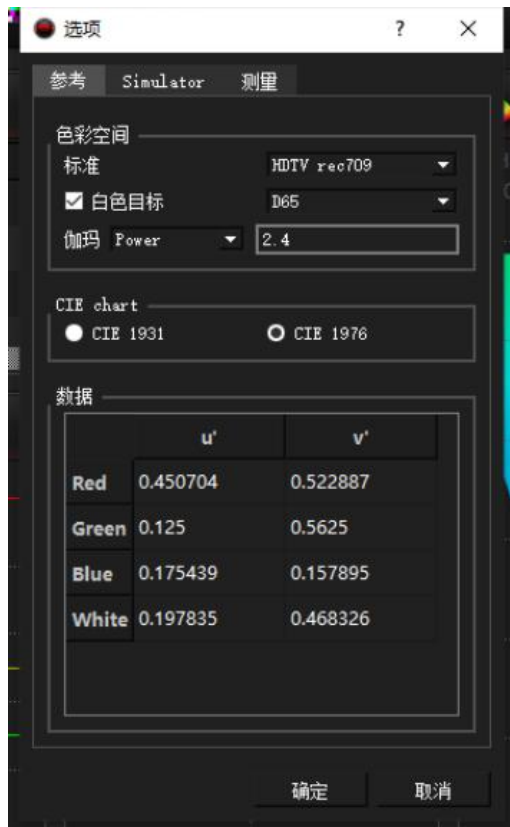 选项 ?
参考 Simulator 测量
色彩空间
标准 HDTV rec709
白色目标 D65
伽玛 Power 2.4
CIE chart
CIE 1931 CIE 1976
数据
u' v'
Red 0.450704 0.522887
Green 0.125 0.5625
Blue 0.175439 0.157895
White 0.197835 0.468326
确定 取消